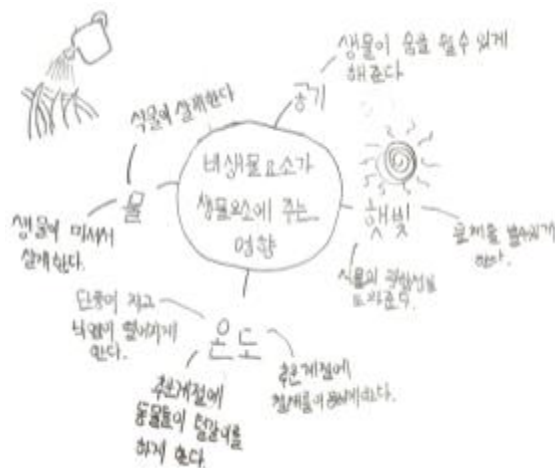 비생물요소가
생물요소에 주는
영향
공기
생물이 숨을 쉴수 있게
해준다
햇빛
물체를 볼수있게
한다.
식물의 광합성을
도와준다.
온도
추운계절에
철새들이 이동하게한다.
추운계절에
동물들이 털갈이를
하게 한다.
단풍이 지고
낙엽이 떨어지게
한다.
물
식물이 살게한다
생물이 마셔서
살게 한다.